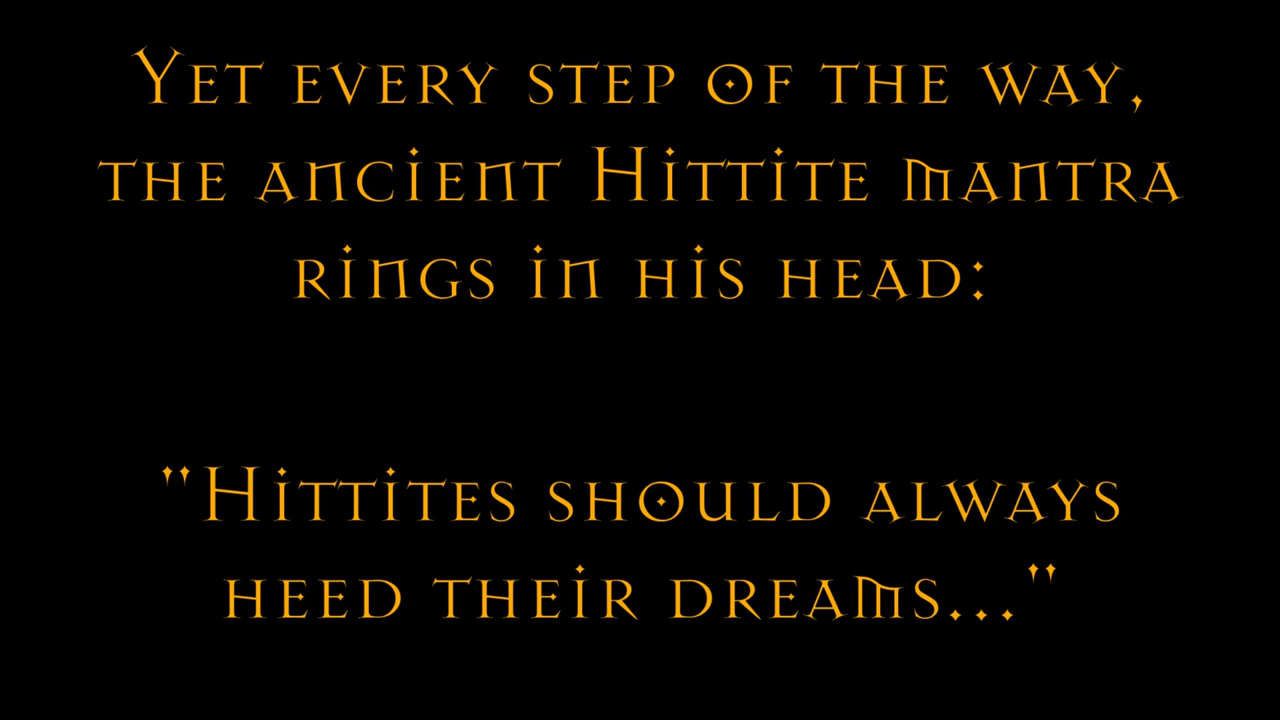 Yet every step of the way,
the ancient Hittite mantra
rings in his head:
"Hittites should always
heed their dreams..."